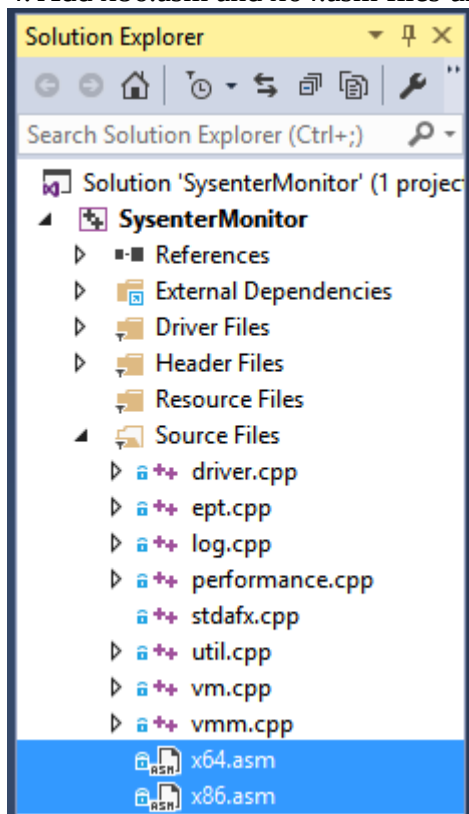 Solution Explorer
Search Solution Explorer (Ctrl+;)
Solution 'SysenterMonitor' (1 projec
SysenterMonitor
References
External Dependencies
Driver Files
Header Files
Resource Files
Source Files
driver.cpp
ept.cpp
log.cpp
performance.cpp
stdafx.cpp
util.cpp
vm.cpp
vmm.cpp
x64.asm
x86.asm